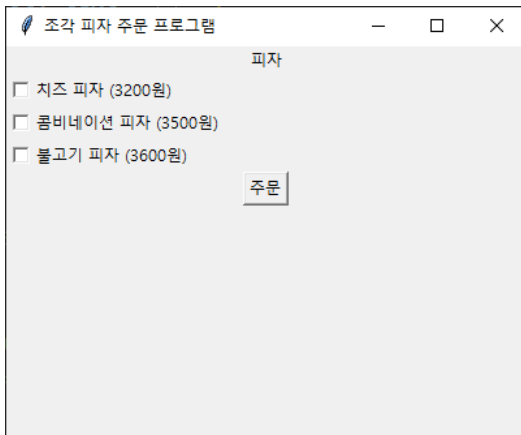 조각 피자 주문 프로그램
피자
치즈 피자 (3200원)
콤비네이션 피자 (3500원)
불고기 피자 (3600원)
주문